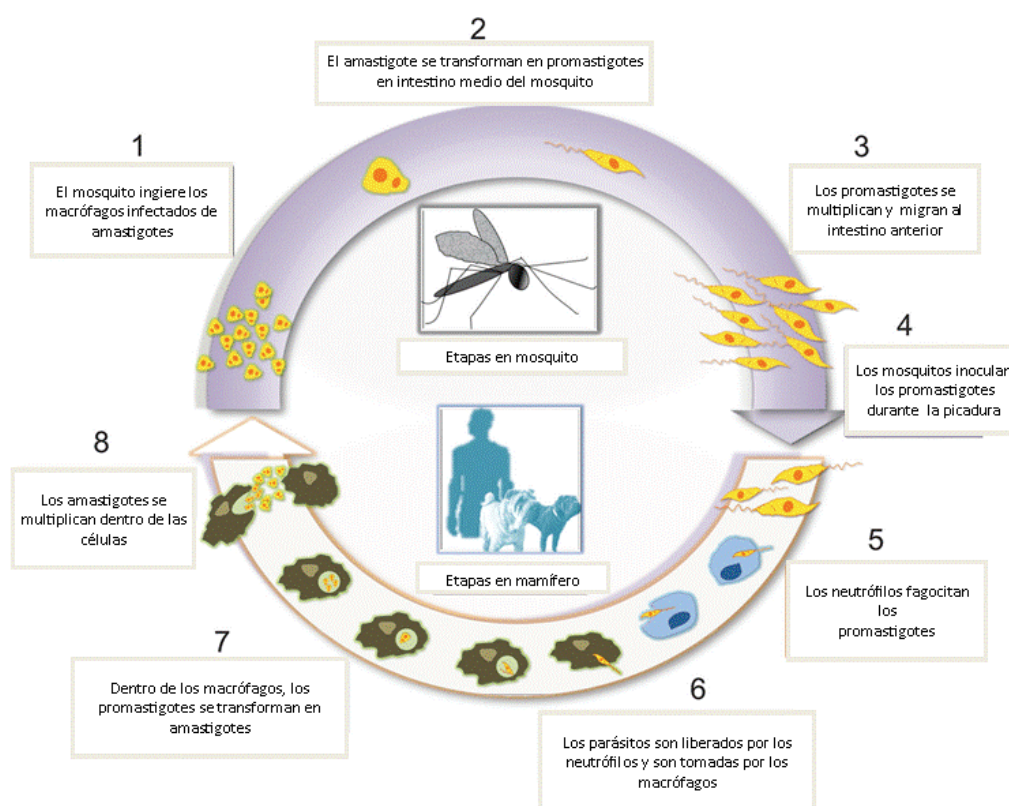 1
El mosquito ingiere los
macrófagos infectados de
amastigotes
2
El amastigote se transforman en promastigotes
en intestino medio del mosquito
3
Los promastigotes se
multiplican y migran al
intestino anterior
4
Los mosquitos inoculan
los promastigotes
durante la picadura
Etapas en mosquito
Etapas en mamífero
5
Los neutrófilos fagocitan
los
promastigotes
6
Los parásitos son liberados por los
neutrófilos y son tomadas por los
macrófagos
7
Dentro de los macrófagos, los
promastigotes se transforman en
amastigotes
8
Los amastigotes se
multiplican dentro de las
células